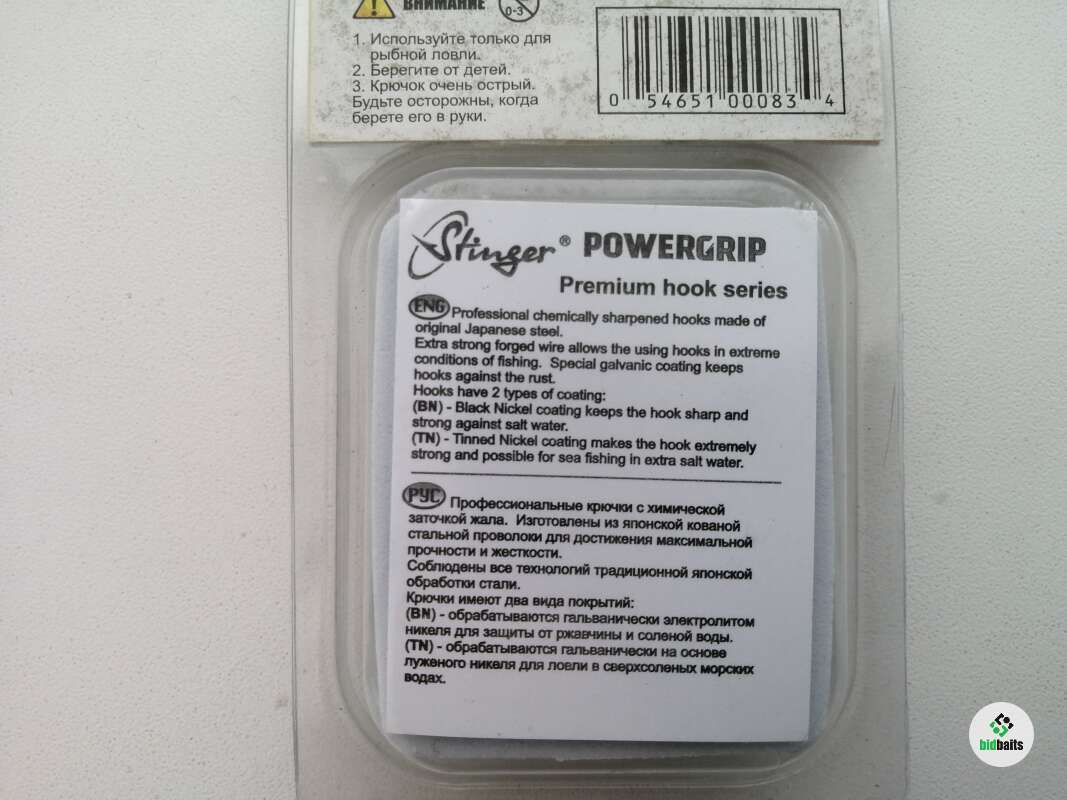 ВНИМАНИЕ
0-3
1. Используйте только для
рыбной ловли.
2. Берегите от детей.
3. Крючок очень острый.
Будьте осторожны, когда
берете его в руки.
0 54651 00083 4
Stinger® POWERGRIP
Premium hook series
ENG Professional chemically sharpened hooks made of
original Japanese steel.
Extra strong forged wire allows the using hooks in extreme
conditions of fishing. Special galvanic coating keeps
hooks against the rust.
Hooks have 2 types of coating:
(BN) - Black Nickel coating keeps the hook sharp and
strong against salt water.
(TN) - Tinned Nickel coating makes the hook extremely
strong and possible for sea fishing in extra salt water.
РУС Профессиональные крючки с химической
заточкой жала. Изготовлены из японской кованой
стальной проволоки для достижения максимальной
прочности и жесткости.
Соблюдены все технологий традиционной японской
обработки стали.
Крючки имеют два вида покрытий:
(BN) - обрабатываются гальванически электролитом
никеля для защиты от ржавчины и соленой воды.
(TN) - обрабатываются гальванически на основе
луженого никеля для ловли в сверхсоленых морских
водах.
bidbaits